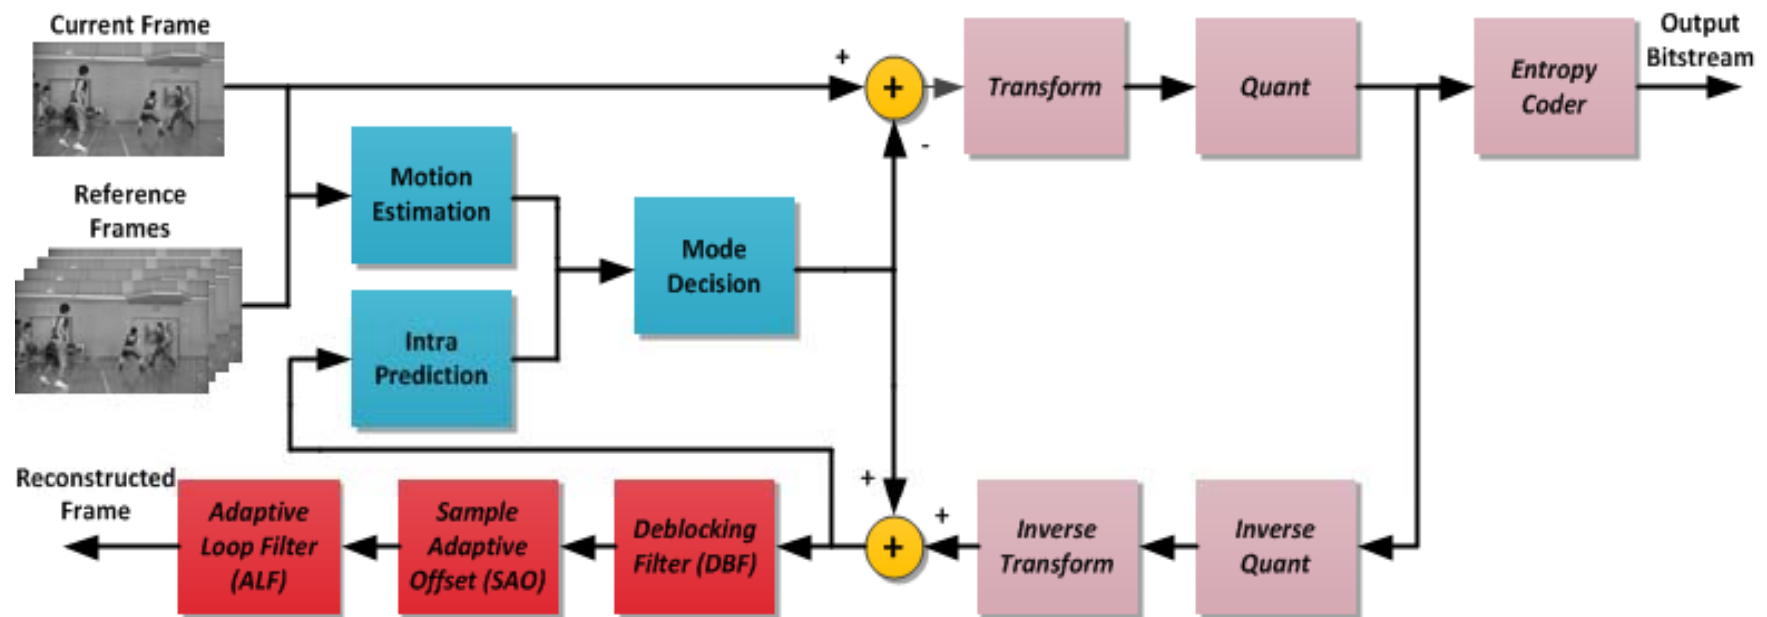 Current Frame
+
+
Transform
Quant
Entropy
Coder
Output
Bitstream
-
Motion
Estimation
Reference
Frames
Mode
Decision
Intra
Prediction
Reconstructed
Frame
Adaptive
Loop Filter
(ALF)
Sample
Adaptive
Offset (SAO)
Deblocking
Filter (DBF)
+
+
+
Inverse
Transform
Inverse
Quant